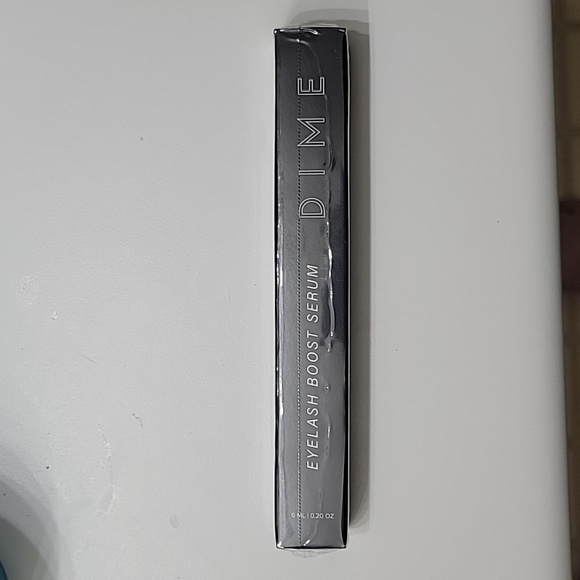 DIME
EYELASH BOOST SERUM
6 ML | 0.20 OZ